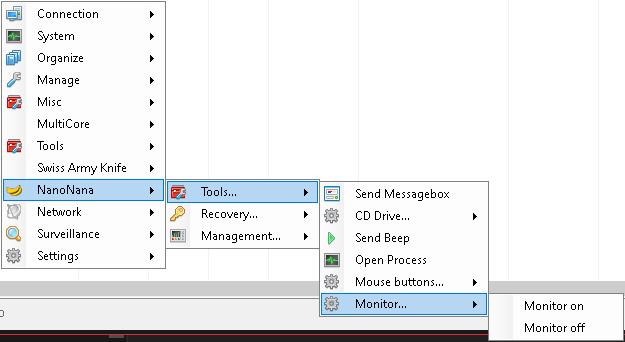 Connection
System
Organize
Manage
Misc
MultiCore
Tools
Swiss Army Knife
NanoNana
Network
Surveillance
Settings
Tools...
Recovery...
Management...
Send Messagebox
CD Drive...
Send Beep
Open Process
Mouse buttons...
Monitor...
Monitor on
Monitor off